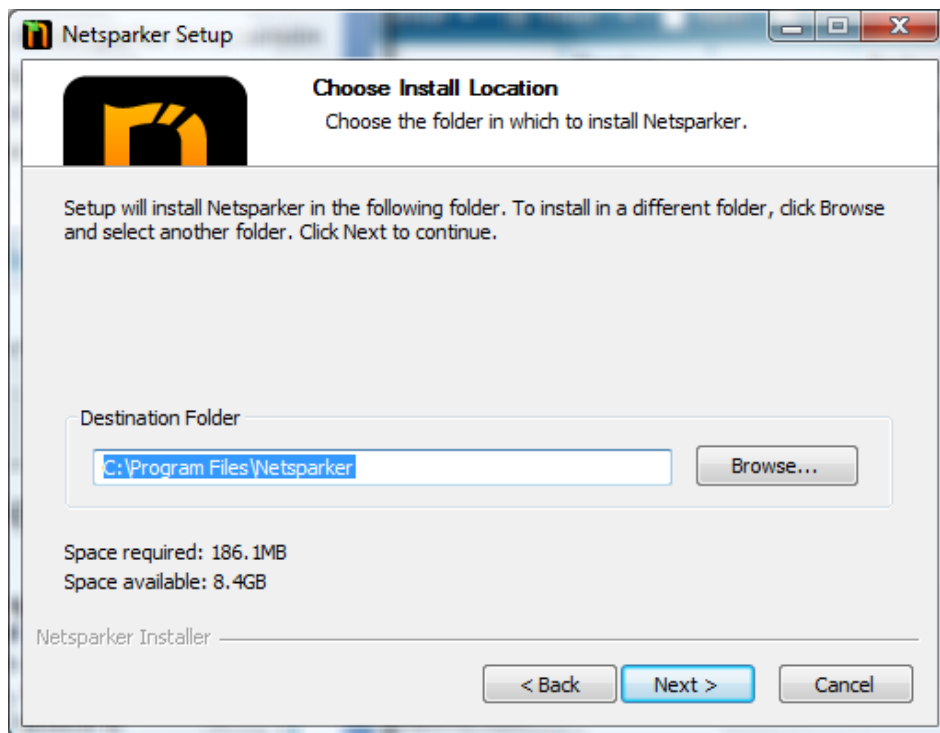 Netsparker Setup
Choose Install Location
Choose the folder in which to install Netsparker.
Setup will install Netsparker in the following folder. To install in a different folder, click Browse
and select another folder. Click Next to continue.
Destination Folder
C:\Program Files\Netsparker
Browse...
Space required: 186.1MB
Space available: 8.4GB
Netsparker Installer
< Back
Next >
Cancel